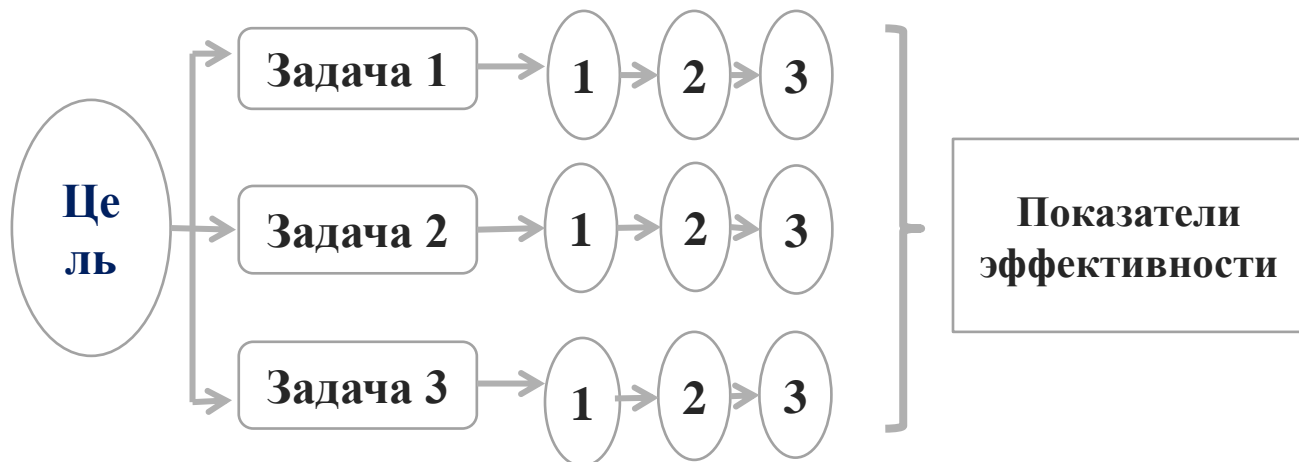 Це
ль
Задача 1
1
2
3
Задача 2
1
2
3
Задача 3
1
2
3
Показатели
эффективности